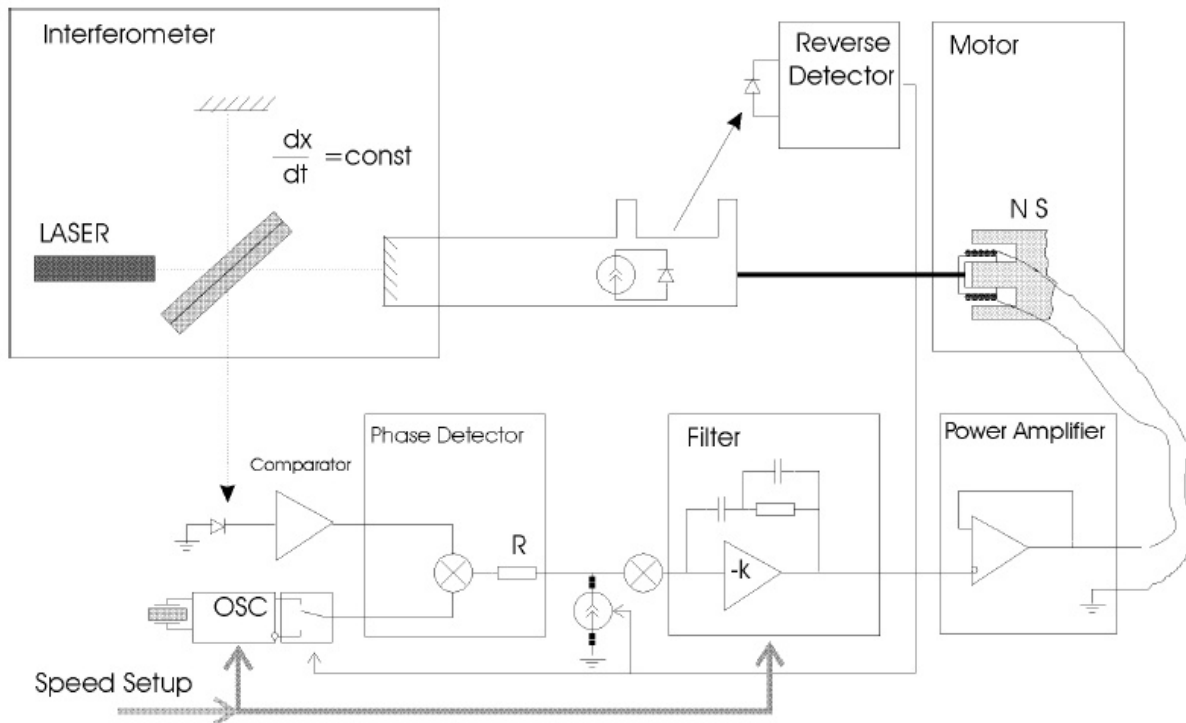 Interferometer
Reverse
Detector
Motor
dx
dt
=const
LASER
N S
Phase Detector
Filter
Power Amplifier
Comparator
R
-k
OSC
Speed Setup